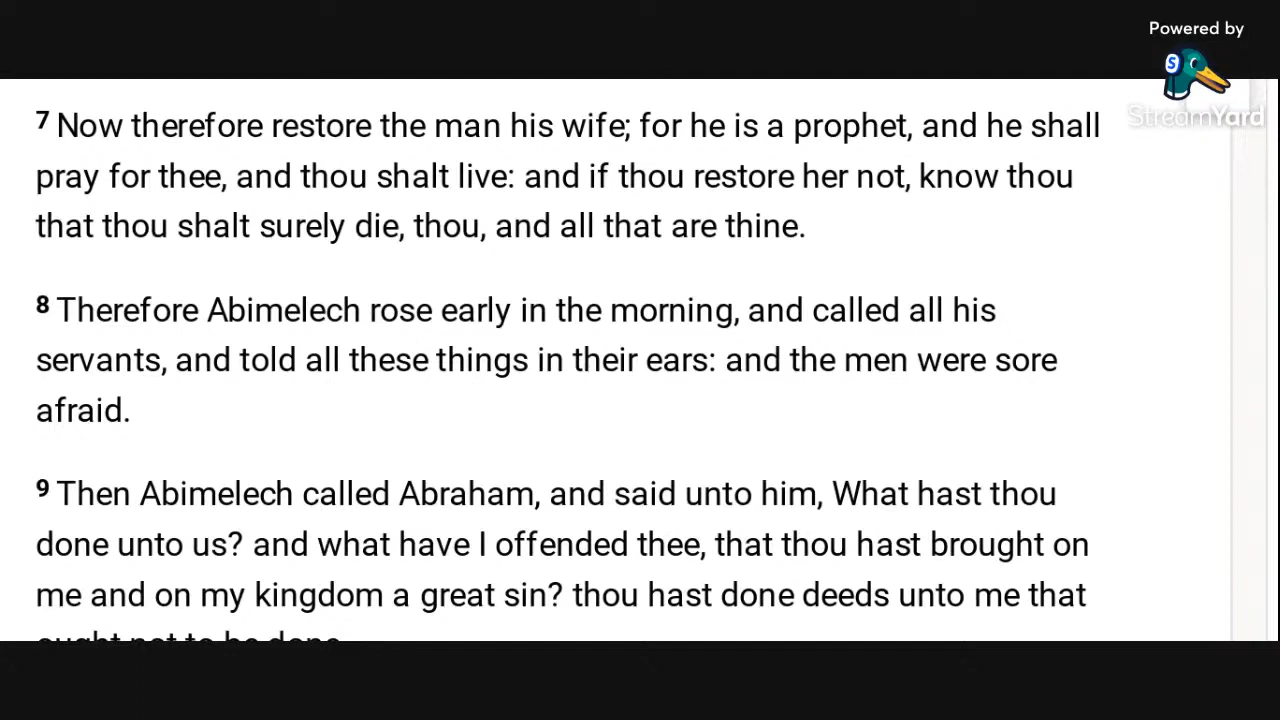 Powered by
StreamYard
7 Now therefore restore the man his wife; for he is a prophet, and he shall
pray for thee, and thou shalt live: and if thou restore her not, know thou
that thou shalt surely die, thou, and all that are thine.
8 Therefore Abimelech rose early in the morning, and called all his
servants, and told all these things in their ears: and the men were sore
afraid.
9 Then Abimelech called Abraham, and said unto him, What hast thou
done unto us? and what have I offended thee, that thou hast brought on
me and on my kingdom a great sin? thou hast done deeds unto me that
ought not to be done